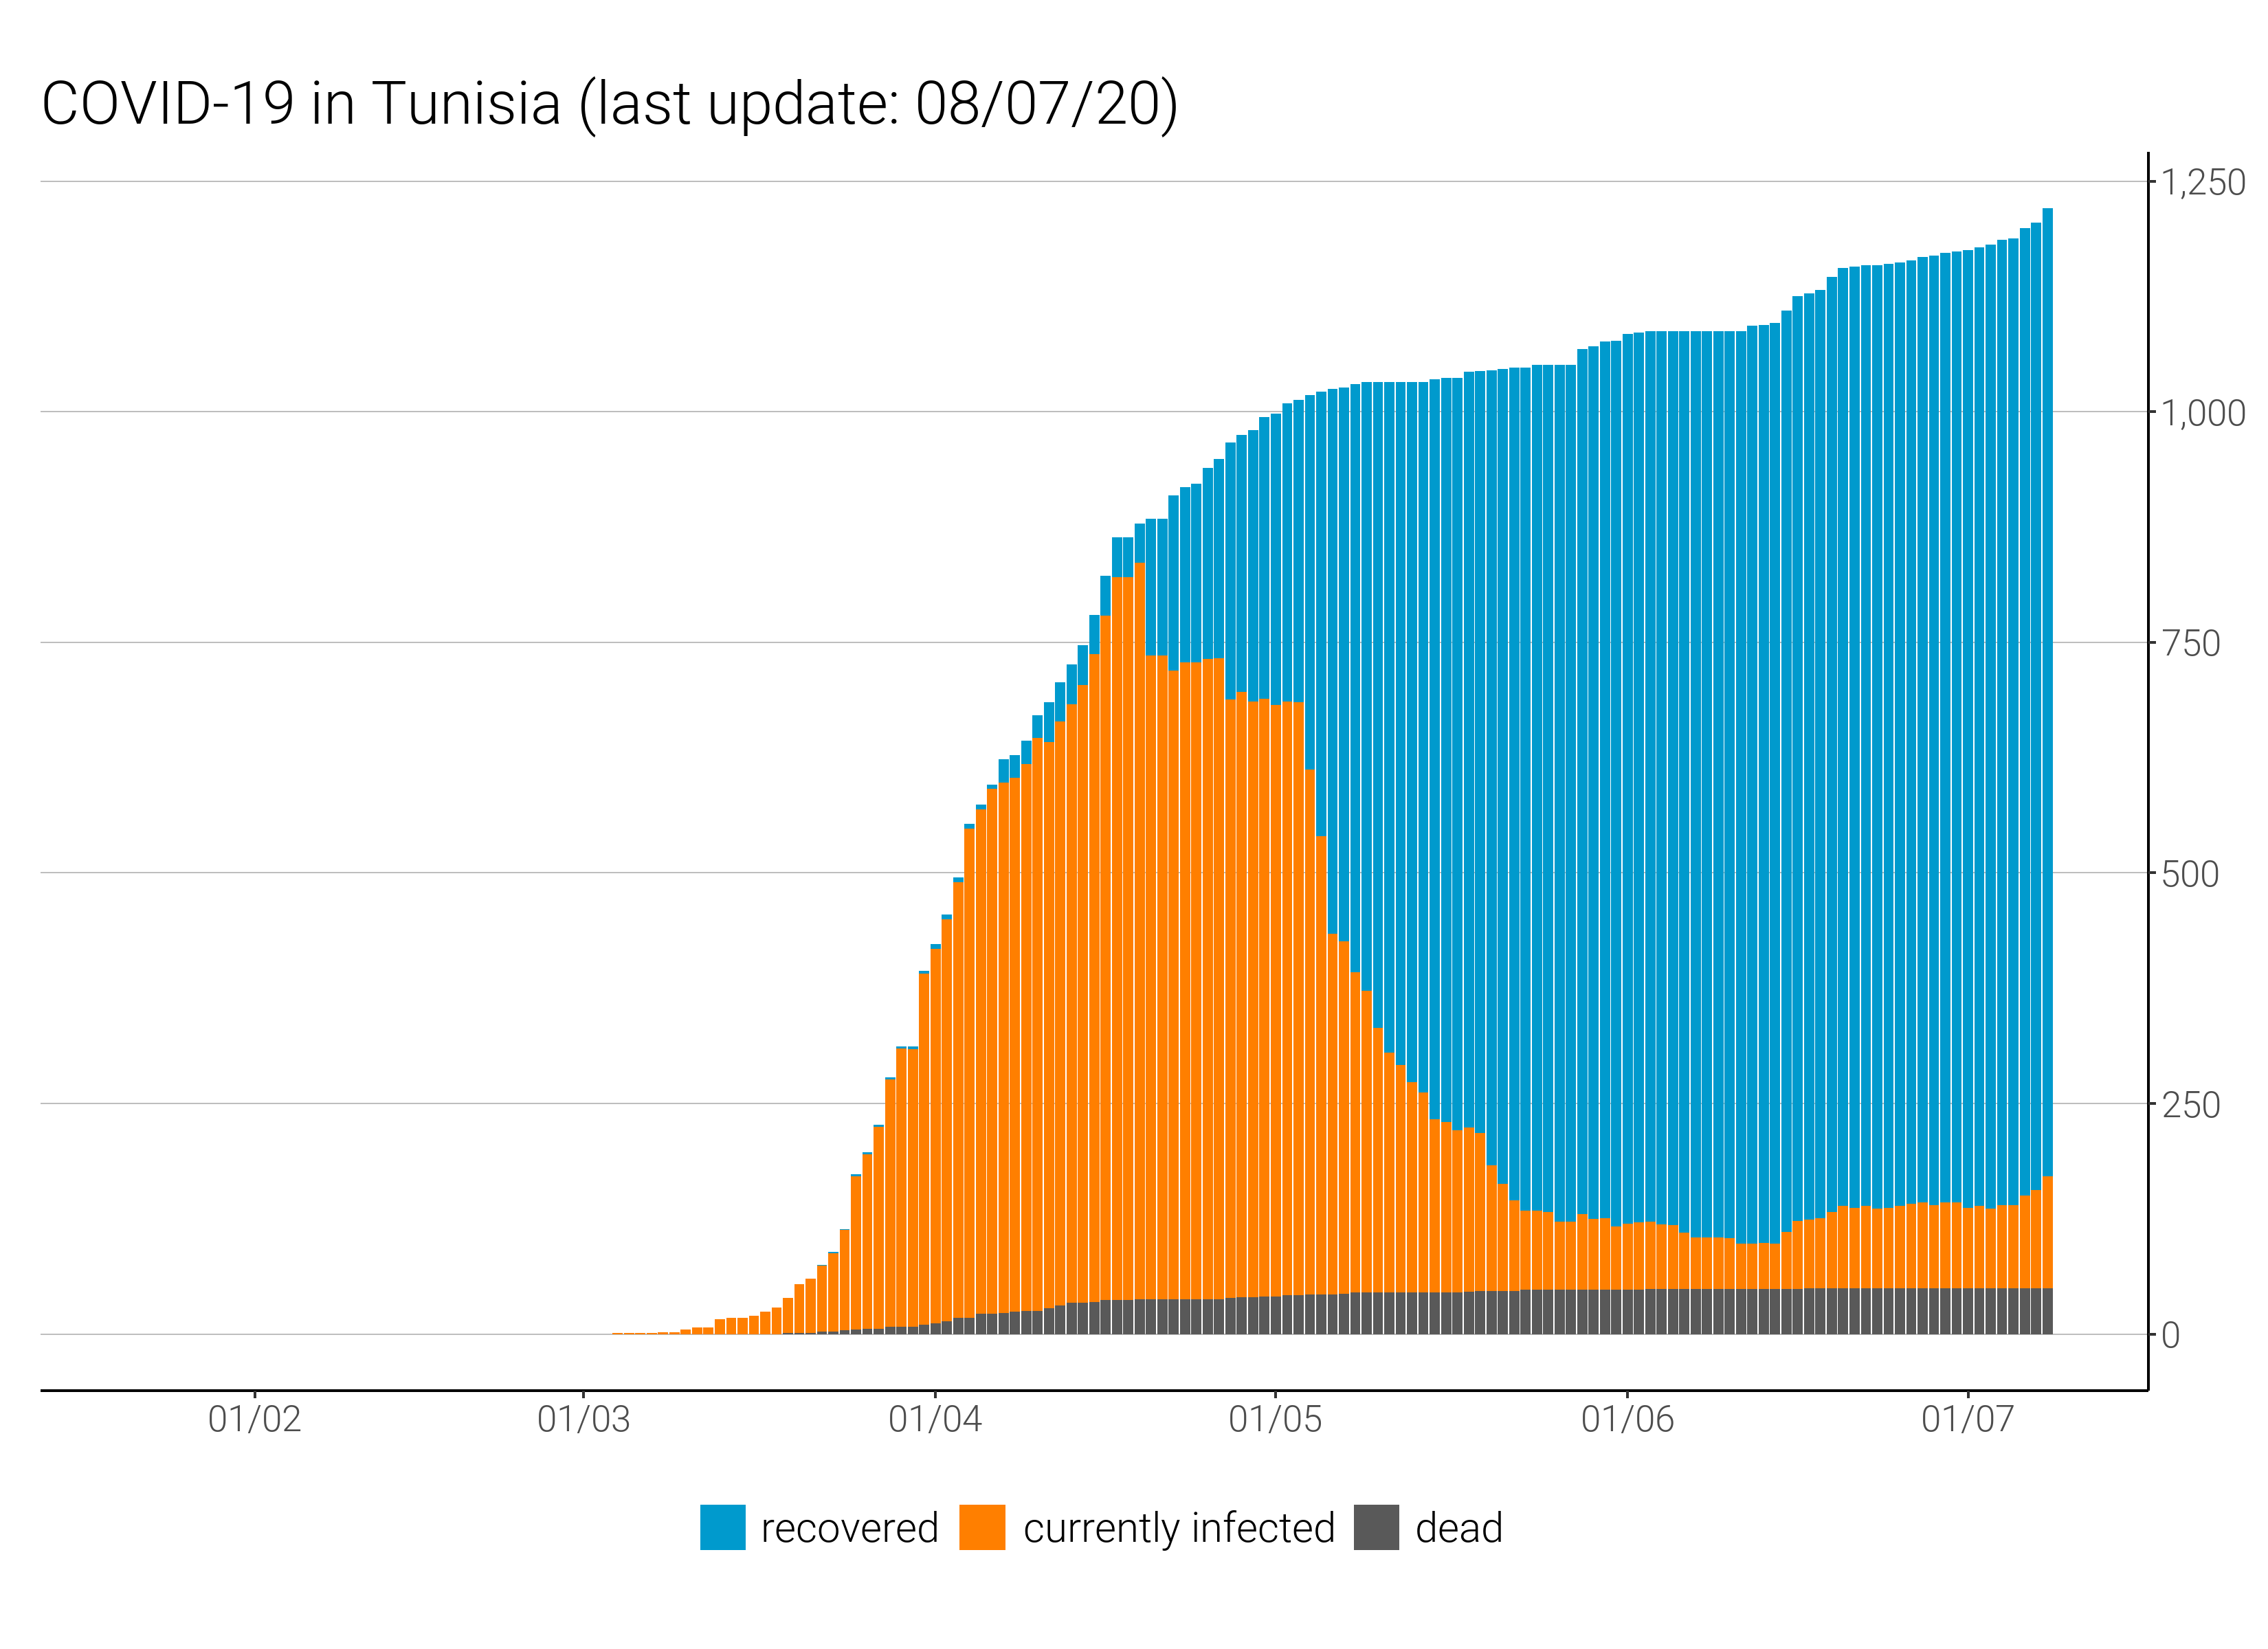 COVID-19 in Tunisia (last update: 08/07/20)
1,250
1,000
750
500
250
0
01/02 01/03 01/04 01/05 01/06 01/07
recovered currently infected dead